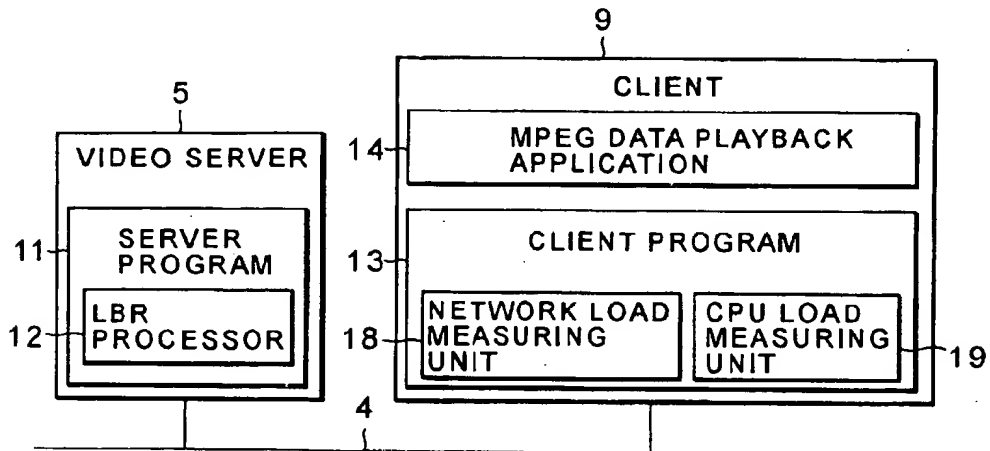 9
CLIENT
5
VIDEO SERVER
14
MPEG DATA PLAYBACK
APPLICATION
11
SERVER
PROGRAM
13
CLIENT PROGRAM
12
LBR
PROCESSOR
18
NETWORK LOAD
MEASURING
UNIT
CPU LOAD
MEASURING
UNIT
19
4